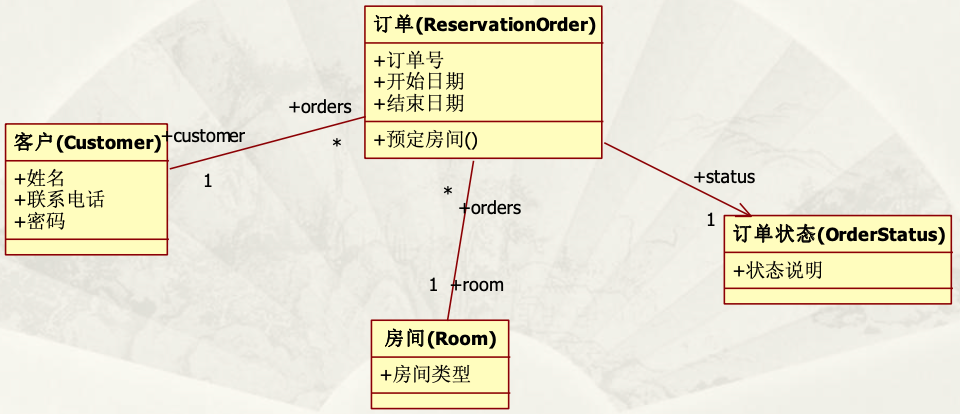 订单(ReservationOrder)
+订单号
+开始日期
+结束日期
+预定房间()
+orders
*
+customer
1
客户(Customer)
+姓名
+联系电话
+密码
*
+orders
1
+room
+status
1
订单状态(OrderStatus)
+状态说明
房间(Room)
+房间类型